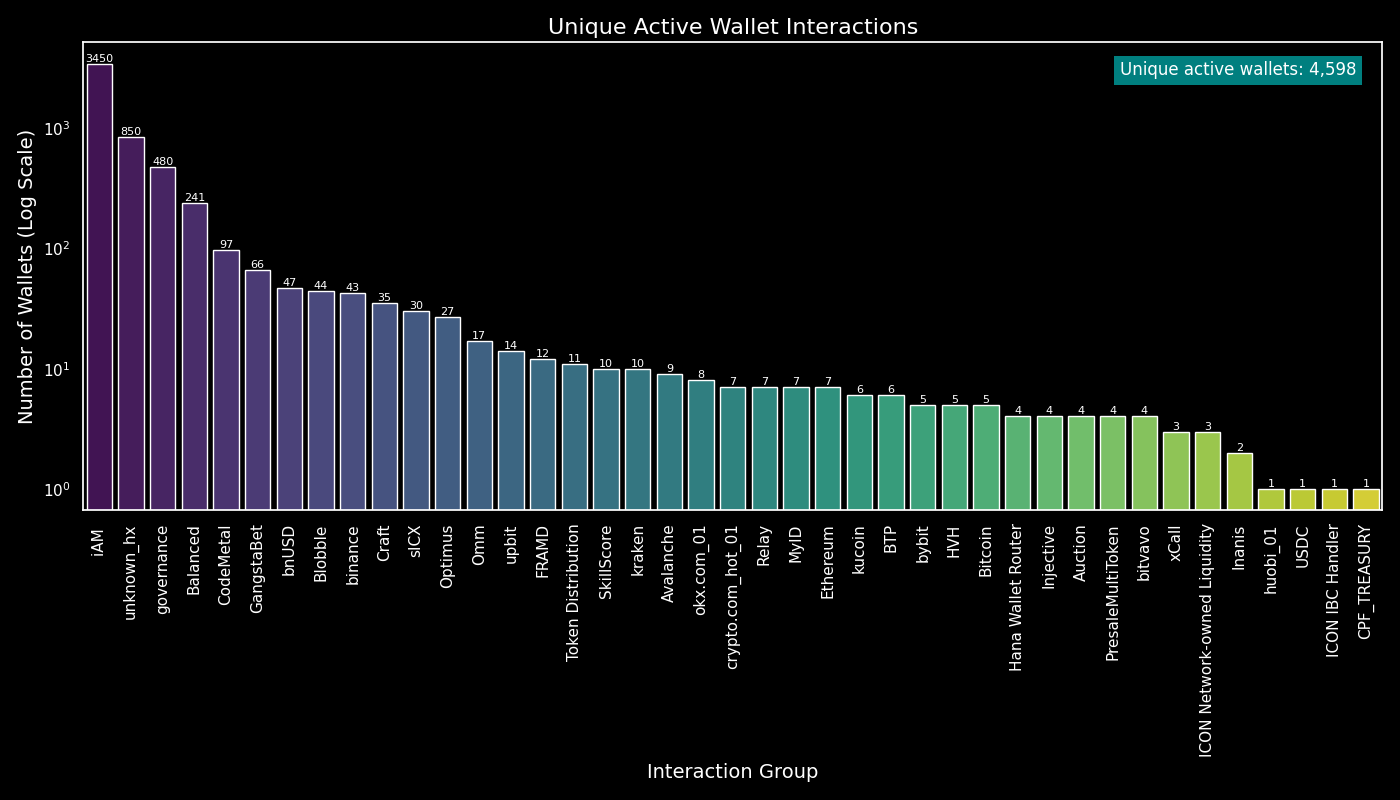 Unique Active Wallet Interactions
Unique active wallets: 4,598
Number of Wallets (Log Scale)
10³
10²
10¹
10⁰
3450
850
480
241
97
66
47
44
43
35
30
27
17
14
12
11
10
10
9
8
7
7
7
7
6
6
5
5
5
4
4
4
4
4
3
3
2
1
1
1
1
iAM
unknown_hx
governance
Balanced
CodeMetal
GangstaBet
bnUSD
Blobble
binance
Craft
sICX
Optimus
Omm
upbit
FRAMD
Token Distribution
SkillScore
kraken
Avalanche
okx.com_01
crypto.com_hot_01
Relay
MyID
Ethereum
kucoin
BTP
bybit
HVH
Bitcoin
Hana Wallet Router
Injective
Auction
PresaleMultiToken
bitvavo
xCall
ICON Network-owned Liquidity
Inanis
huobi_01
USDC
ICON IBC Handler
CPF_TREASURY
Interaction Group